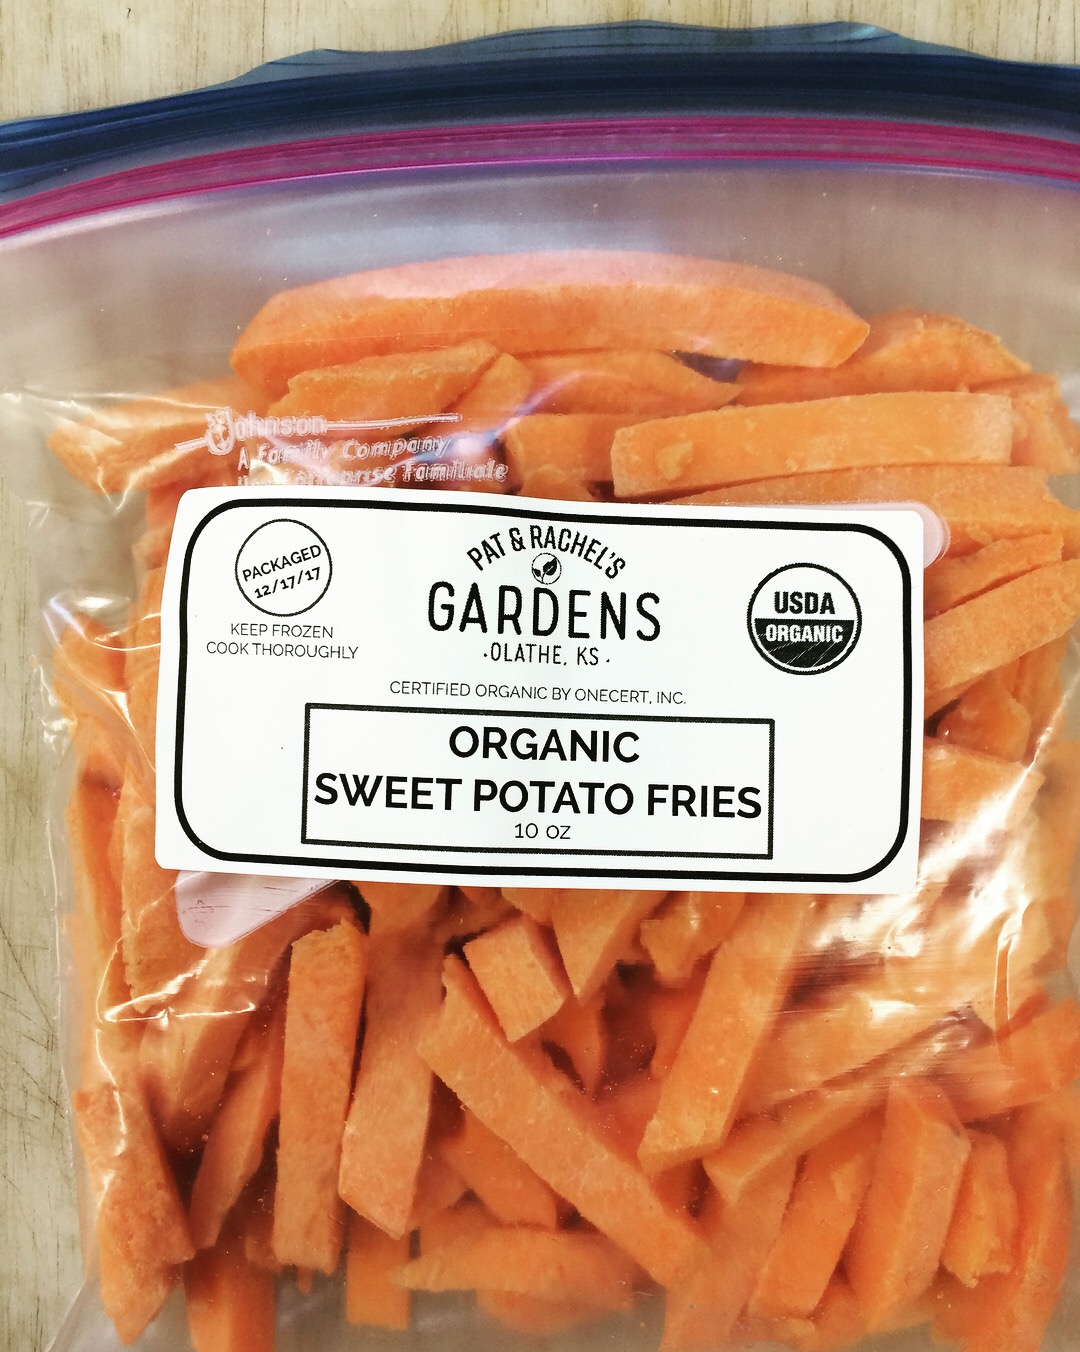 Johnson
A Family Company
PACKAGED
12/17/17
KEEP FROZEN
COOK THOROUGHLY
PAT & RACHEL'S
GARDENS
·OLATHE, KS·
USDA
ORGANIC
CERTIFIED ORGANIC BY ONECERT, INC.
ORGANIC
SWEET POTATO FRIES
10 OZ